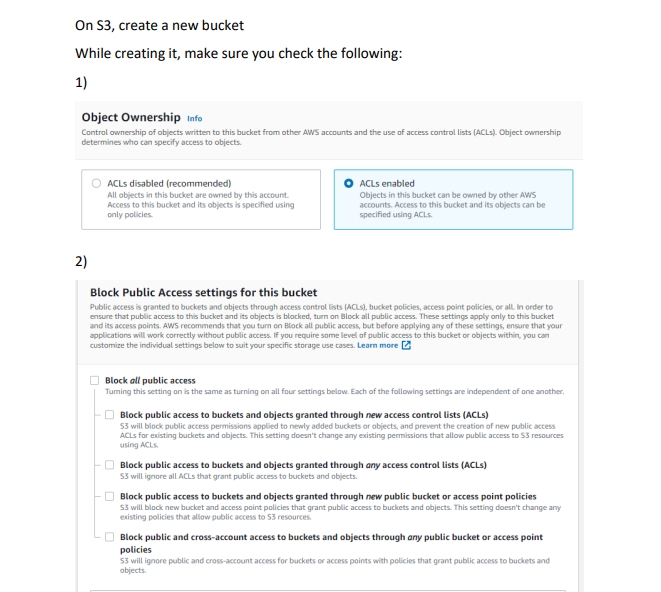 On S3, create a new bucket
While creating it, make sure you check the following:
1)
Object Ownership Info
Control ownership of objects written to this bucket from other AWS accounts and the use of access control lists (ACLs). Object ownership
determines who can specify access to objects.
ACLs disabled (recommended)
All objects in this bucket are owned by this account.
Access to this bucket and its objects is specified using
only policies.
ACLs enabled
Objects in this bucket can be owned by other AWS
accounts. Access to this bucket and its objects can be
specified using ACLs.
2)
Block Public Access settings for this bucket
Public access is granted to buckets and objects through access control lists (ACLs), bucket policies, access point policies, or all. In order to
ensure that public access to this bucket and its objects is blocked, turn on Block all public access. These settings apply only to this bucket
and its access points. AWS recommends that you turn on Block all public access, but before applying any of these settings, ensure that your
applications will work correctly without public access. If you require some level of public access to this bucket or objects within, you can
customize the individual settings below to suit your specific storage use cases. Learn more
Block all public access
Turning this setting on is the same as turning on all four settings below. Each of the following settings are independent of one another.
Block public access to buckets and objects granted through new access control lists (ACLs)
S3 will block public access permissions applied to newly added buckets or objects, and prevent the creation of new public access
ACLs for existing buckets and objects. This setting doesn't change any existing permissions that allow public access to S3 resources
using ACLs.
Block public access to buckets and objects granted through any access control lists (ACLs)
S3 will ignore all ACLs that grant public access to buckets and objects.
Block public access to buckets and objects granted through new public bucket or access point policies
S3 will block new bucket and access point policies that grant public access to buckets and objects. This setting doesn't change any
existing policies that allow public access to S3 resources.
Block public and cross-account access to buckets and objects through any public bucket or access point
policies
S3 will ignore public and cross-account access for buckets or access points with policies that grant public access to buckets and
objects.